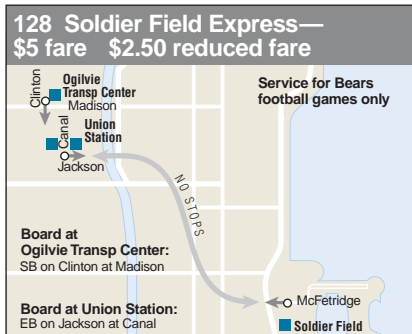 128 Soldier Field Express—
$5 fare $2.50 reduced fare
Service for Bears
football games only
Clinton
Ogilvie
Transp Center
Madison
Canal
Union
Station
Jackson
NO STOPS
Board at
Ogilvie Transp Center:
SB on Clinton at Madison
Board at Union Station:
EB on Jackson at Canal
McFetridge
Soldier Field